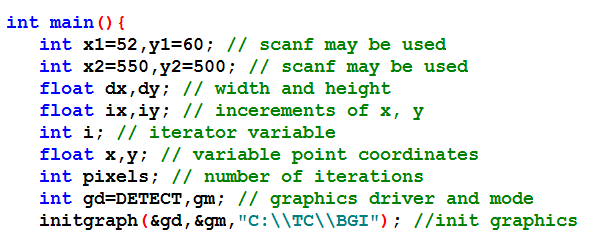 int main(){
int x1=52,y1=60; // scanf may be used
int x2=550,y2=500; // scanf may be used
float dx,dy; // width and height
float ix,iy; // incerements of x, y
int i; // iterator variable
float x,y; // variable point coordinates
int pixels; // number of iterations
int gd=DETECT,gm; // graphics driver and mode
initgraph(&gd,&gm,"C:\\TC\\BGI"); //init graphics